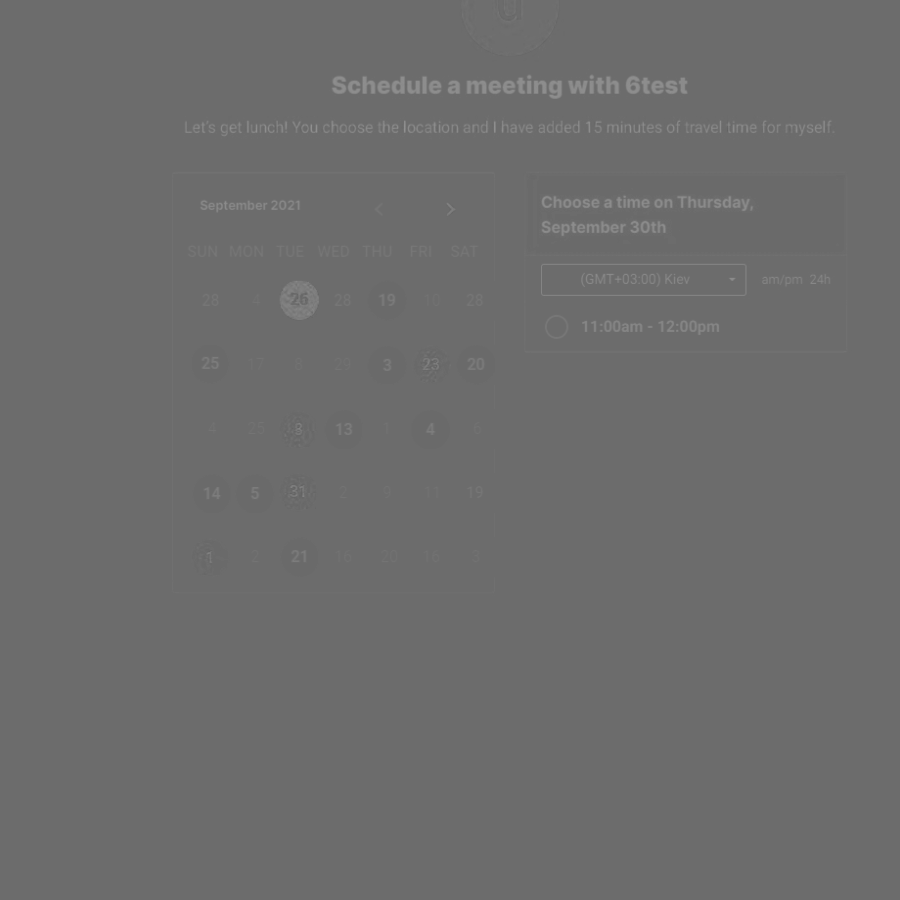 Schedule a meeting with 6test
Let's get lunch! You choose the location and I have added 15 minutes of travel time for myself.
September 2021
SUN MON TUE WED THU FRI SAT
28 4 26 28 19 10 28
25 17 8 29 3 23 20
4 25 8 13 1 4 6
14 5 31 2 9 11 19
1 2 21 16 20 16 3
Choose a time on Thursday,
September 30th
(GMT+03:00) Kiev am/pm 24h
11:00am - 12:00pm